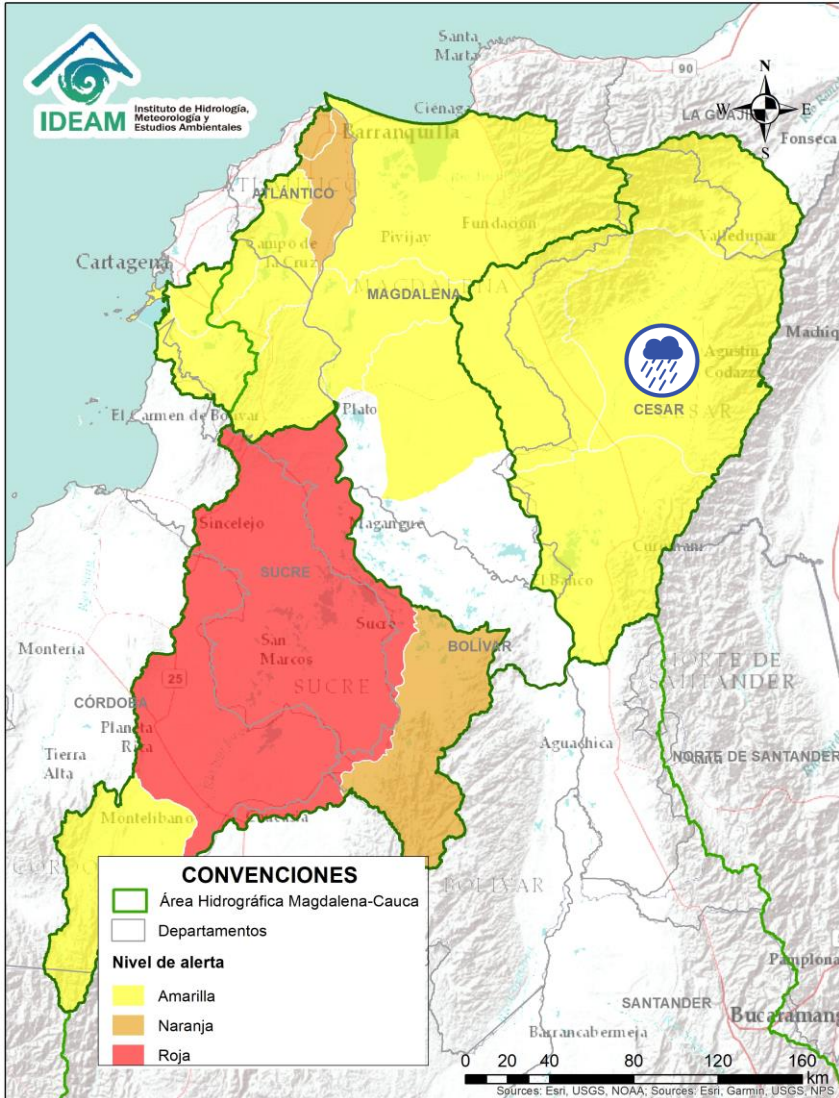 IDEAM
Instituto de Hidrología,
Meteorología y
Estudios Ambientales
Santa
Marta
90
N
W
E
S
LA GUAJIRA
Ciénaga
Barranquilla
Fonseca
ATLÁNTICO
Cartagena
Campo de
la Cruz
Pivijay
Fundación
Valledupar
MAGDALENA
Agustín
Codazzi
CESAR
El Carmen de Bolívar
Plato
Sincelejo
Magangué
SUCRE
Curumaní
El Banco
Montería
San
Marcos
Sucre
BOLÍVAR
SUCRE
25
NORTE DE
SANTANDER
CÓRDOBA
Planeta
Rica
Tierra
Alta
Aguachica
NORTE DE SANTANDER
Montelíbano
Caucasia
BOLÍVAR
CONVENCIONES
Área Hidrográfica Magdalena-Cauca
Departamentos
Nivel de alerta
Amarilla
Naranja
Roja
Pamplona
SANTANDER
Bucaramang
Barrancabermeja
0 20 40 80 120 160
km
Sources: Esri, USGS, NOAA; Sources: Esri, Garmin, USGS, NPS